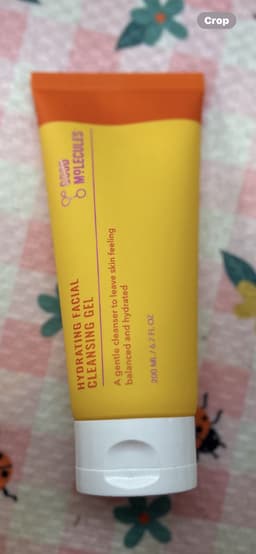 Crop
GOOD
MOLECULES
HYDRATING FACIAL
CLEANSING GEL
A gentle cleanser to leave skin feeling
balanced and hydrated
200 ML / 6.7 FL OZ